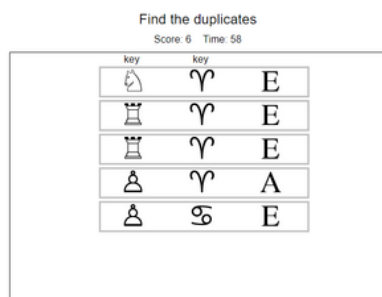 Find the duplicates
Score: 6 Time: 58
key key
♘ ♈ E
♖ ♈ E
♖ ♈ E
♙ ♈ A
♙ ♋ E